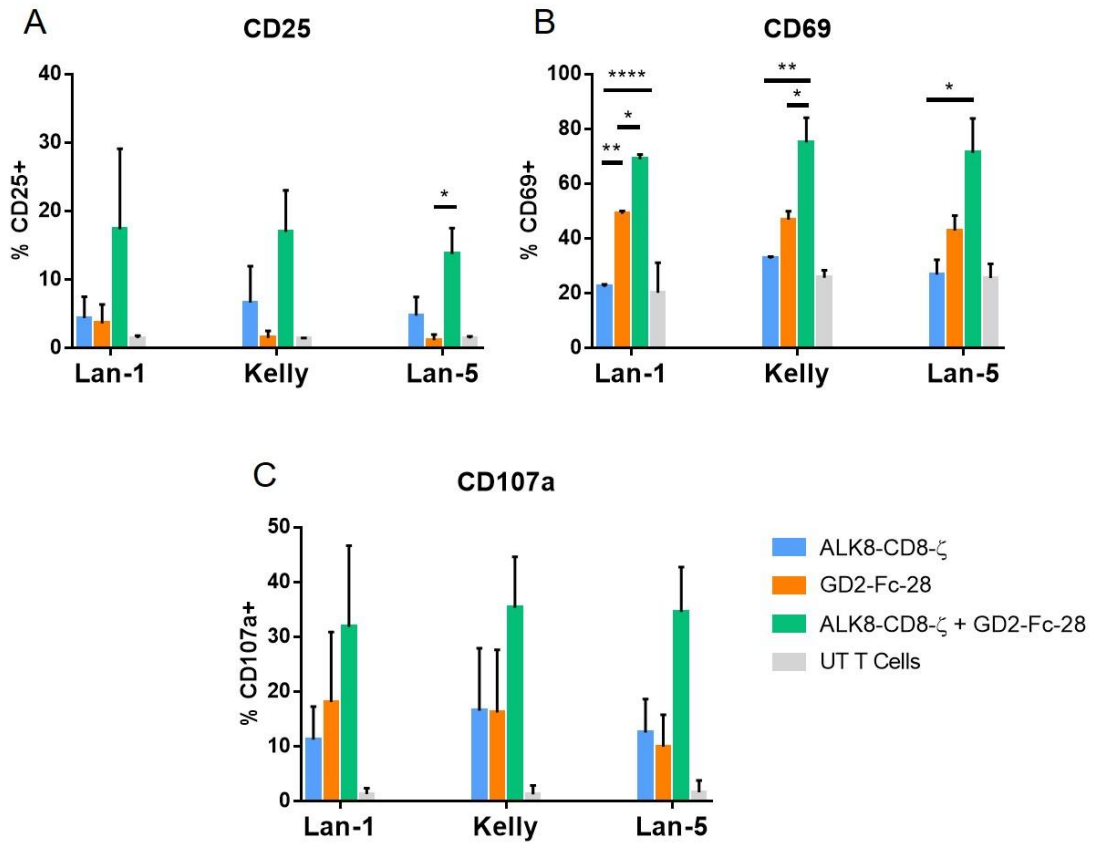 A
CD25
% CD25+
40
30
20
10
0
*
Lan-1 Kelly Lan-5
B
CD69
% CD69+
100
80
60
40
20
0
**** ** *
* *
**
Lan-1 Kelly Lan-5
C
CD107a
% CD107a+
50
40
30
20
10
0
Lan-1 Kelly Lan-5
ALK8-CD8-ζ
GD2-Fc-28
ALK8-CD8-ζ + GD2-Fc-28
UT T Cells